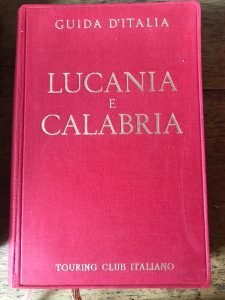 GUIDA D'ITALIA
LUCANIA
E
CALABRIA
TOURING CLUB ITALIANO